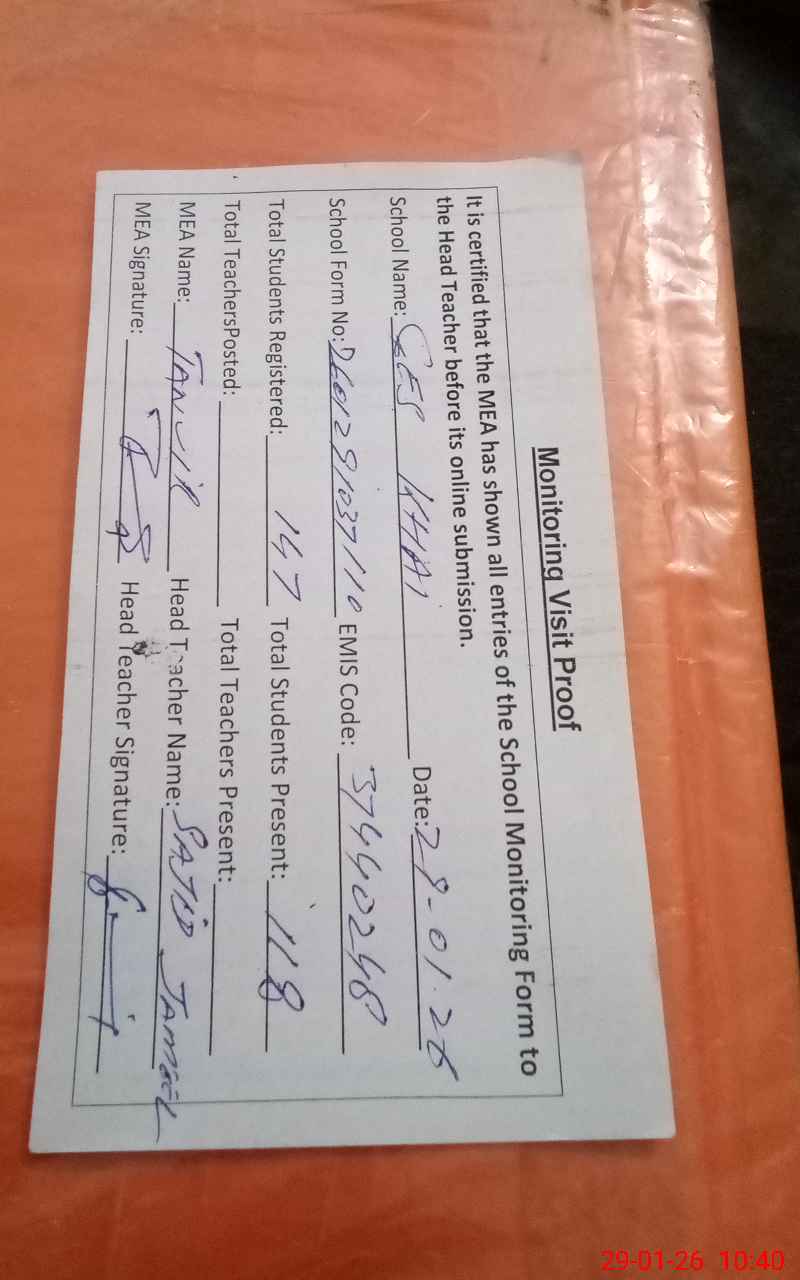 Monitoring Visit Proof
It is certified that the MEA has shown all entries of the School Monitoring Form to
the Head Teacher before its online submission.
School Name: GES KHAI Date: 29-01-26
School Form No: D601291037110 EMIS Code: 37440248
Total Students Registered: 147 Total Students Present: 118
Total TeachersPosted: Total Teachers Present:
MEA Name: TANVIR Head Teacher Name: SAJID JAMEEL
MEA Signature: Head Teacher Signature:
29-01-26 10:40